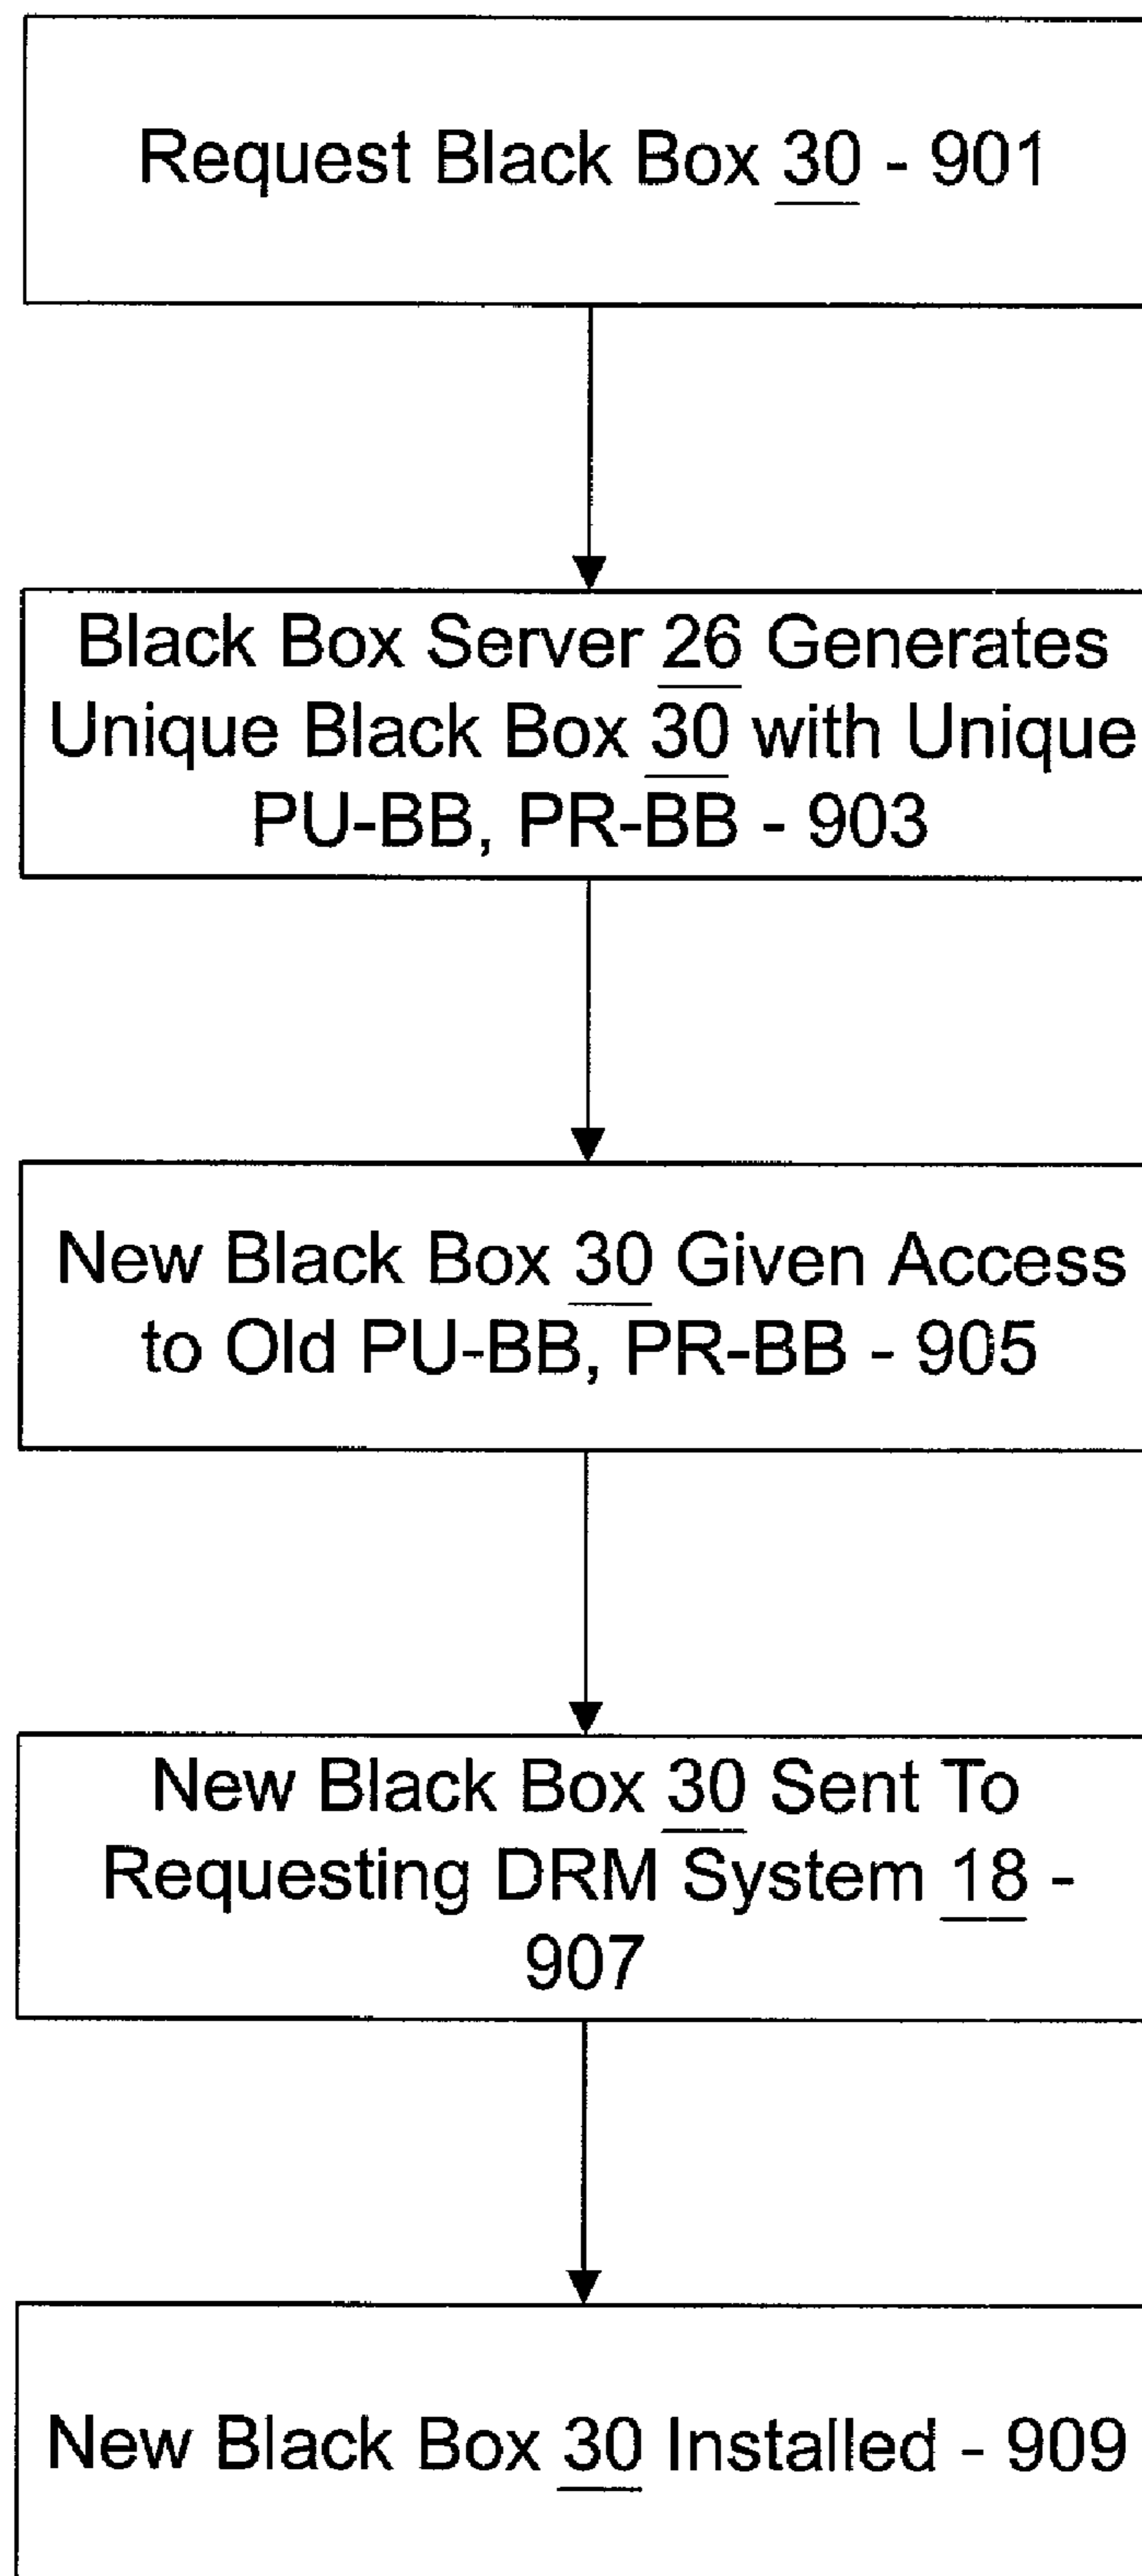 Request Black Box 30 - 901
Black Box Server 26 Generates
Unique Black Box 30 with Unique
PU-BB, PR-BB - 903
New Black Box 30 Given Access
to Old PU-BB, PR-BB - 905
New Black Box 30 Sent To
Requesting DRM System 18 -
907
New Black Box 30 Installed - 909